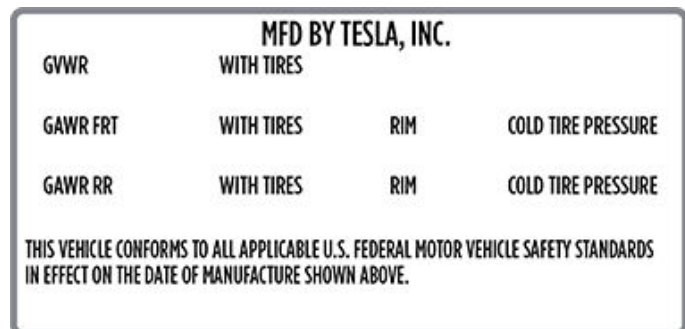 MFD BY TESLA, INC.
GVWR WITH TIRES
GAWR FRT WITH TIRES RIM COLD TIRE PRESSURE
GAWR RR WITH TIRES RIM COLD TIRE PRESSURE
THIS VEHICLE CONFORMS TO ALL APPLICABLE U.S. FEDERAL MOTOR VEHICLE SAFETY STANDARDS
IN EFFECT ON THE DATE OF MANUFACTURE SHOWN ABOVE.